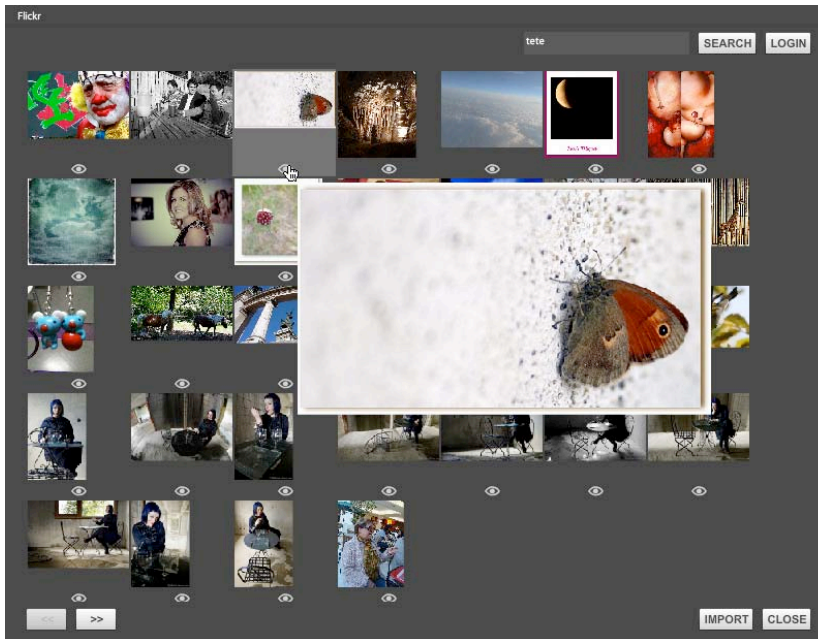 Flickr
tete
SEARCH
LOGIN
<<
>>
IMPORT
CLOSE